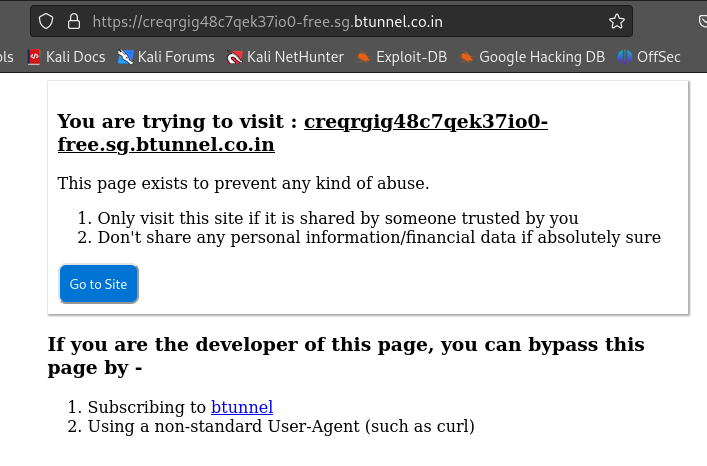 https://creqrgig48c7qek37io0-free.sg.btunnel.co.in
ols Kali Docs Kali Forums Kali NetHunter Exploit-DB Google Hacking DB OffSec
You are trying to visit : creqrgig48c7qek37io0-
free.sg.btunnel.co.in
This page exists to prevent any kind of abuse.
1. Only visit this site if it is shared by someone trusted by you
2. Don't share any personal information/financial data if absolutely sure
Go to Site
If you are the developer of this page, you can bypass this
page by -
1. Subscribing to btunnel
2. Using a non-standard User-Agent (such as curl)